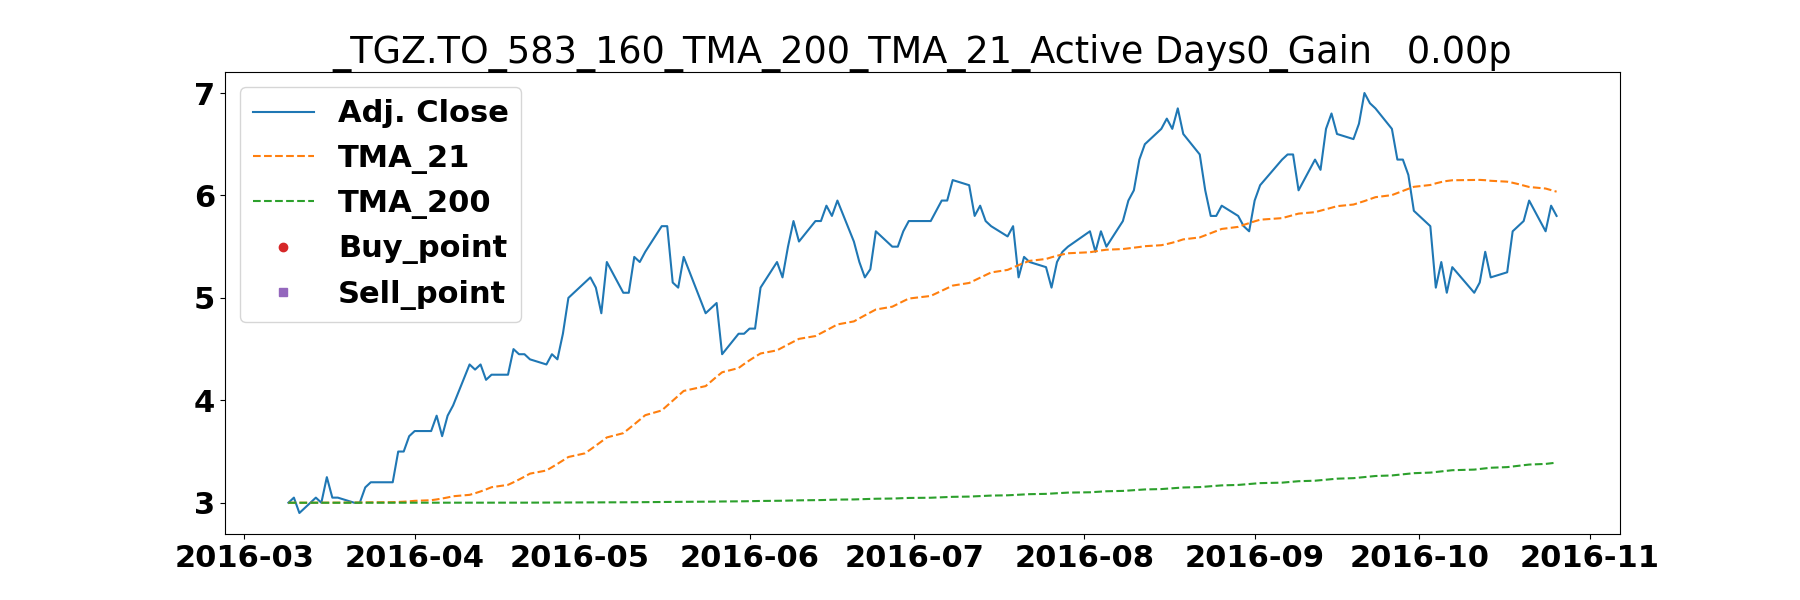 _TGZ.TO_583_160_TMA_200_TMA_21_Active Days0_Gain   0.00p
7
6
5
4
3
Adj. Close
TMA_21
TMA_200
Buy_point
Sell_point
2016-03 2016-04 2016-05 2016-06 2016-07 2016-08 2016-09 2016-10 2016-11